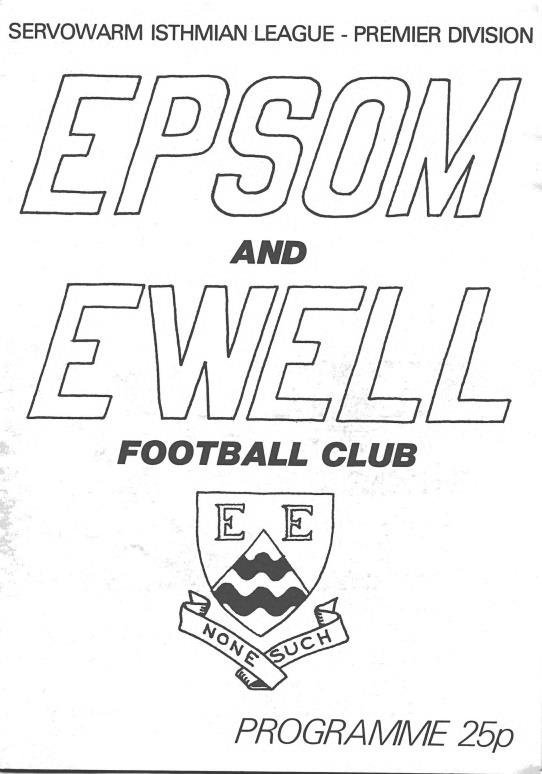 SERVOWARM ISTHMIAN LEAGUE - PREMIER DIVISION
EPSOM
AND
EWELL
FOOTBALL CLUB
E E
NONE SUCH
PROGRAMME 25p